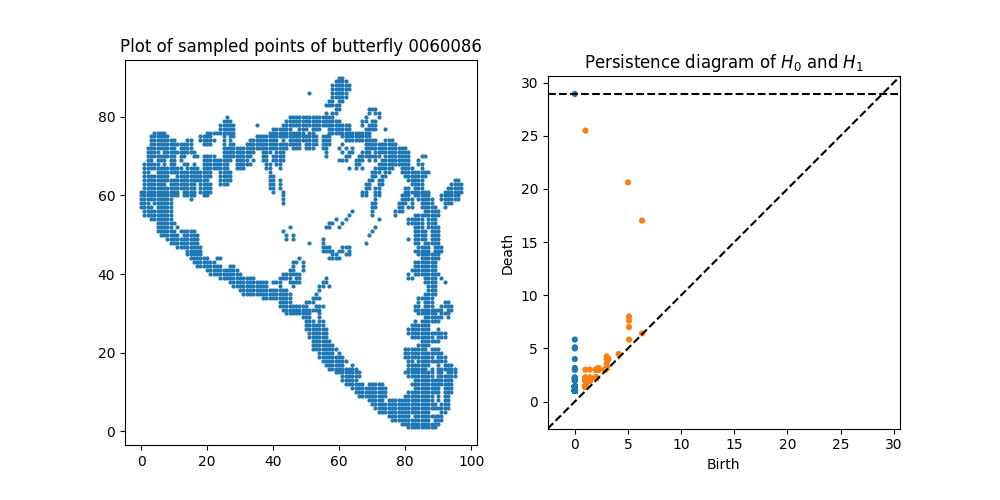 Plot of sampled points of butterfly 0060086
80
60
40
20
0
0 20 40 60 80 100
Persistence diagram of H₀ and H₁
30
25
20
15
10
5
0
Death
0 5 10 15 20 25 30
Birth